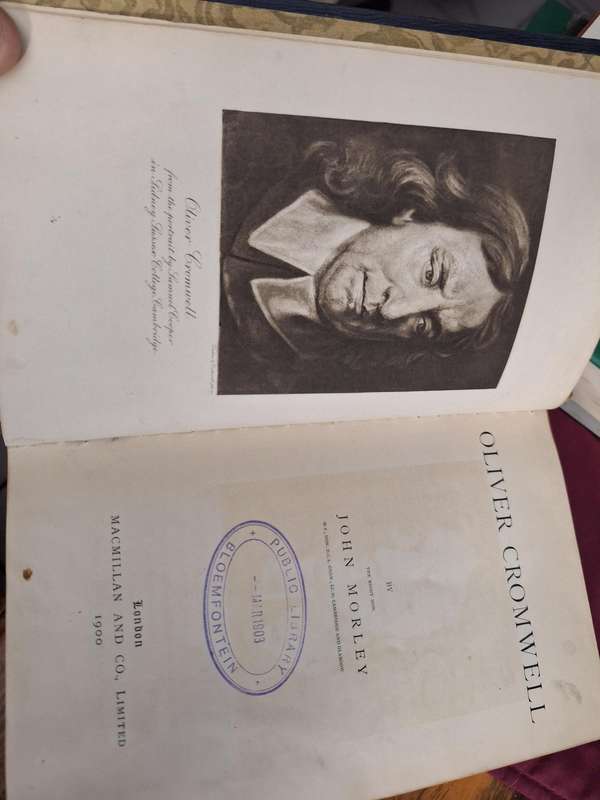 Oliver Cromwell
from the portrait by Samuel Cooper
in Sidney Sussex College, Cambridge
OLIVER CROMWELL
BY
THE RIGHT HON.
JOHN MORLEY
PUBLIC LIBRARY
BLOEMFONTEIN
London
MACMILLAN AND CO., LIMITED
1900